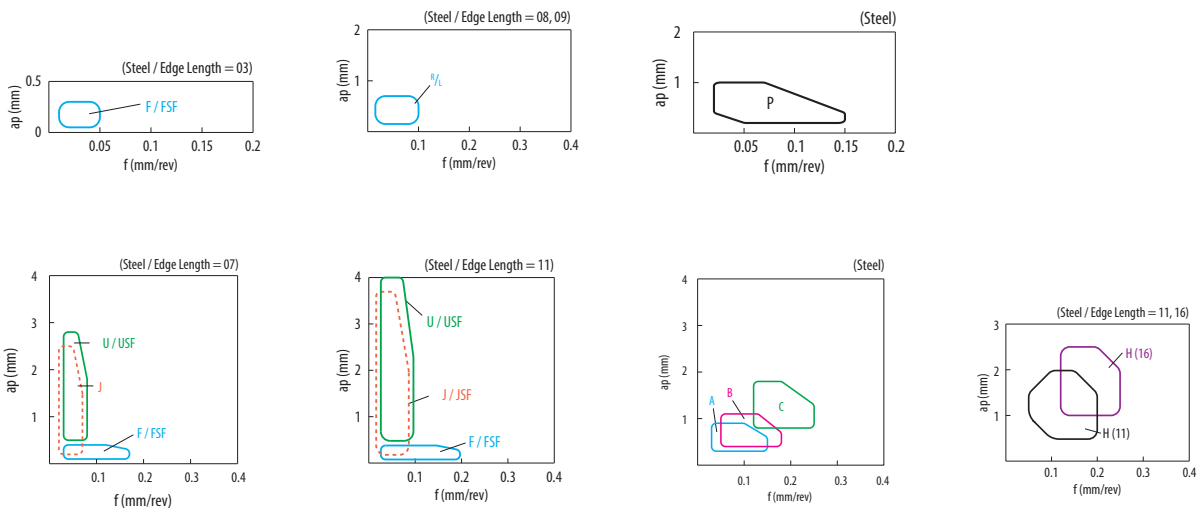 (Steel / Edge Length = 03)
0.5
ap (mm)
0
F / FSF
0.05
0.1
0.15
0.2
f (mm/rev)
(Steel / Edge Length = 08, 09)
2
1
ap (mm)
R/L
0.1
0.2
0.3
0.4
f (mm/rev)
(Steel)
2
1
ap (mm)
P
0.05
0.1
0.15
0.2
f (mm/rev)
(Steel / Edge Length = 07)
4
3
2
1
ap (mm)
U / USF
J
F / FSF
0.1
0.2
0.3
0.4
f (mm/rev)
(Steel / Edge Length = 11)
4
3
2
1
ap (mm)
U / USF
J / JSF
F / FSF
0.1
0.2
0.3
0.4
f (mm/rev)
(Steel)
4
3
2
1
ap (mm)
A
B
C
0.1
0.2
0.3
0.4
f (mm/rev)
(Steel / Edge Length = 11, 16)
3
2
1
ap (mm)
H (16)
H (11)
0.1
0.2
0.3
0.4
f (mm/rev)